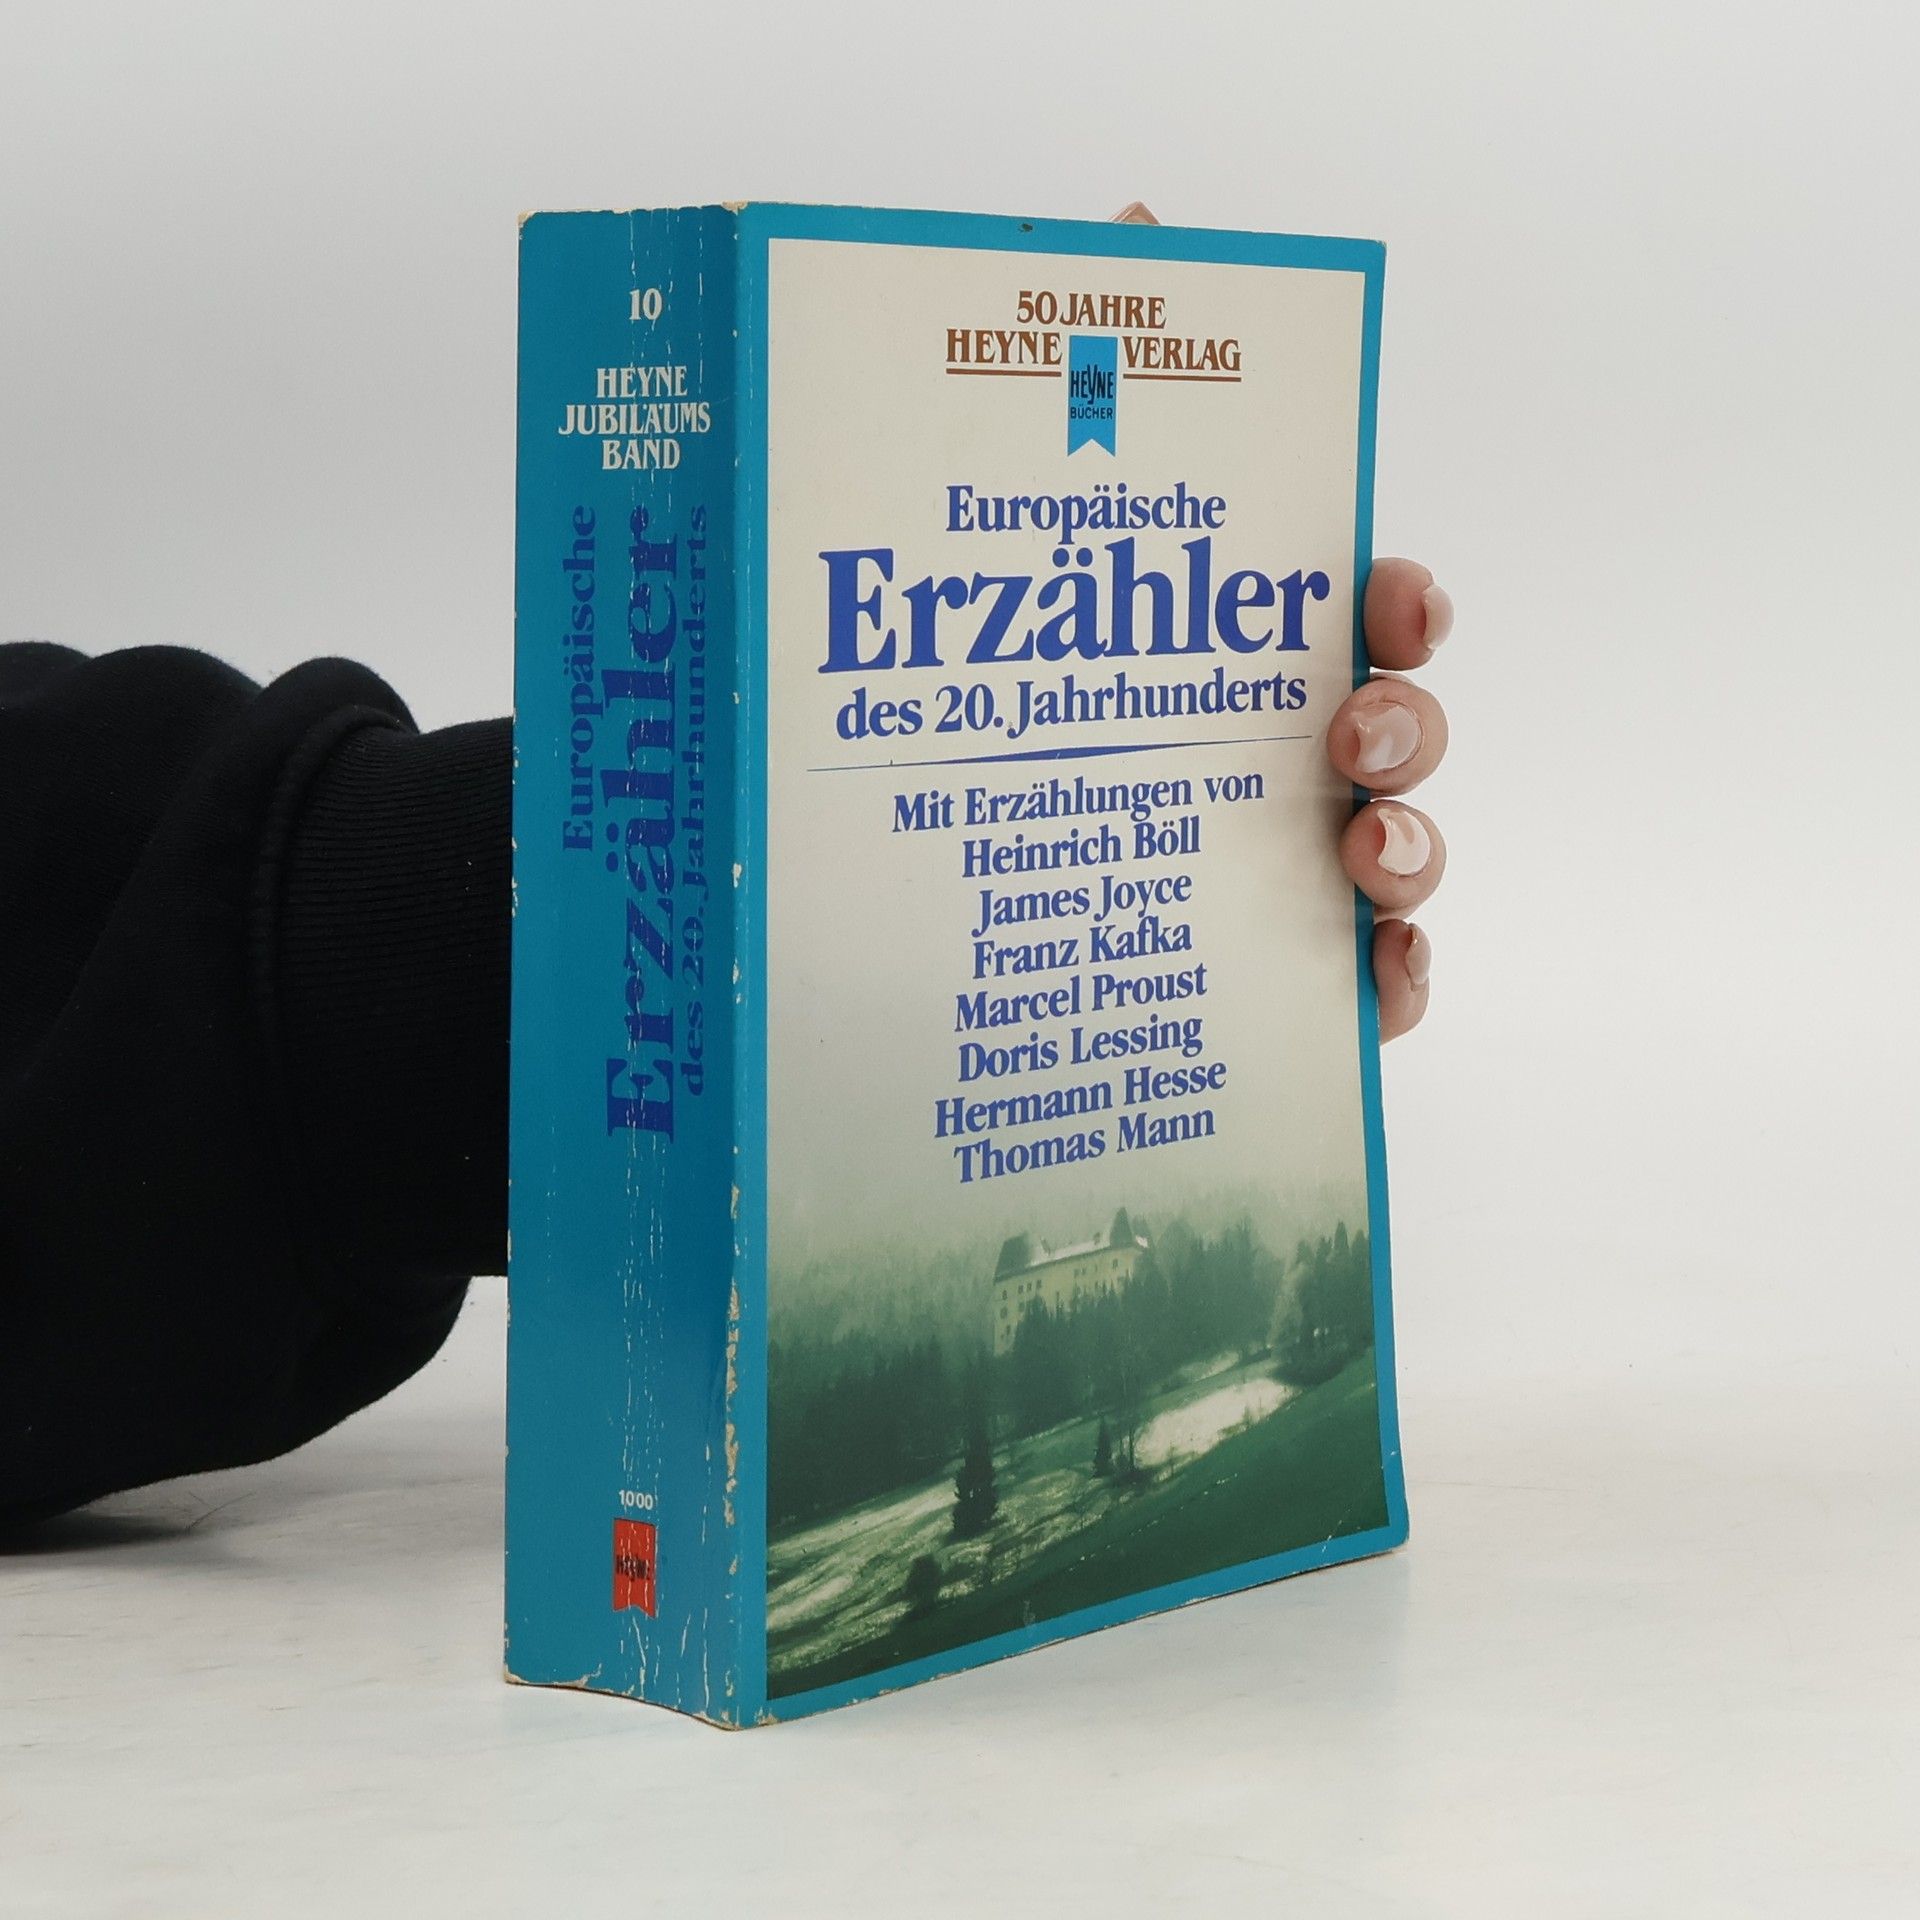 10
HEYNE
JUBILÄUMS
BAND
Europäische
Erzähler
des 20. Jahrhunderts
1000
HEYNE
50 JAHRE
HEYNE VERLAG
HEYNE
BÜCHER
Europäische
Erzähler
des 20. Jahrhunderts
Mit Erzählungen von
Heinrich Böll
James Joyce
Franz Kafka
Marcel Proust
Doris Lessing
Hermann Hesse
Thomas Mann